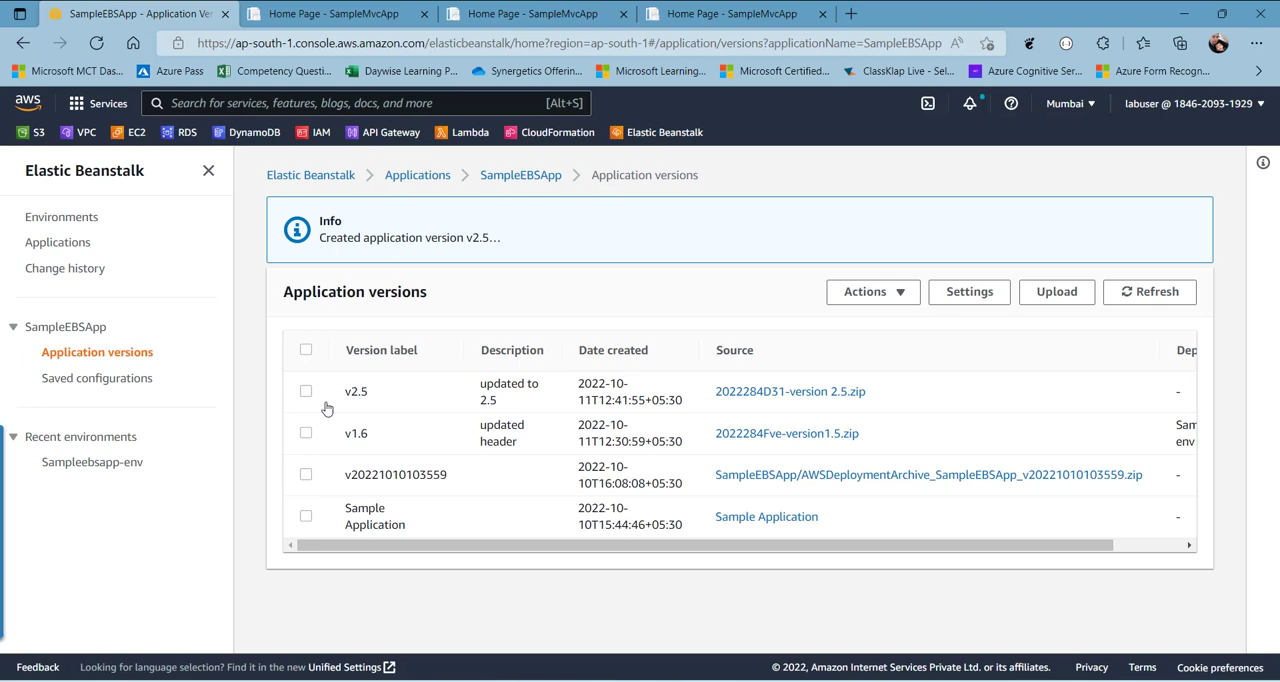 SampleEBSApp - Application Ver
Home Page - SampleMvcApp
Home Page - SampleMvcApp
Home Page - SampleMvcApp
https://ap-south-1.console.aws.amazon.com/elasticbeanstalk/home?region=ap-south-1#/application/versions?applicationName=SampleEBSApp
Microsoft MCT Das... Azure Pass Competency Questi... Daywise Learning P... Synergetics Offerin... Microsoft Learning... Microsoft Certified... ClassKlap Live - Sel... Azure Cognitive Ser... Azure Form Recogn...
aws Services Search for services, features, blogs, docs, and more [Alt+S] Mumbai ▼ labuser @ 1846-2093-1929 ▼
S3 VPC EC2 RDS DynamoDB IAM API Gateway Lambda CloudFormation Elastic Beanstalk
Elastic Beanstalk
Environments
Applications
Change history
SampleEBSApp
Application versions
Saved configurations
Recent environments
Sampleebsapp-env
Elastic Beanstalk > Applications > SampleEBSApp > Application versions
Info
Created application version v2.5...
Application versions
Actions ▼ Settings Upload Refresh
Version label Description Date created Source Dep
v2.5 updated to 2.5 2022-10-11T12:41:55+05:30 2022284D31-version 2.5.zip -
v1.6 updated header 2022-10-11T12:30:59+05:30 2022284Fve-version1.5.zip Sam env
v20221010103559 2022-10-10T16:08:08+05:30 SampleEBSApp/AWSDeploymentArchive_SampleEBSApp_v20221010103559.zip -
Sample Application 2022-10-10T15:44:46+05:30 Sample Application -
Feedback Looking for language selection? Find it in the new Unified Settings © 2022, Amazon Internet Services Private Ltd. or its affiliates. Privacy Terms Cookie preferences